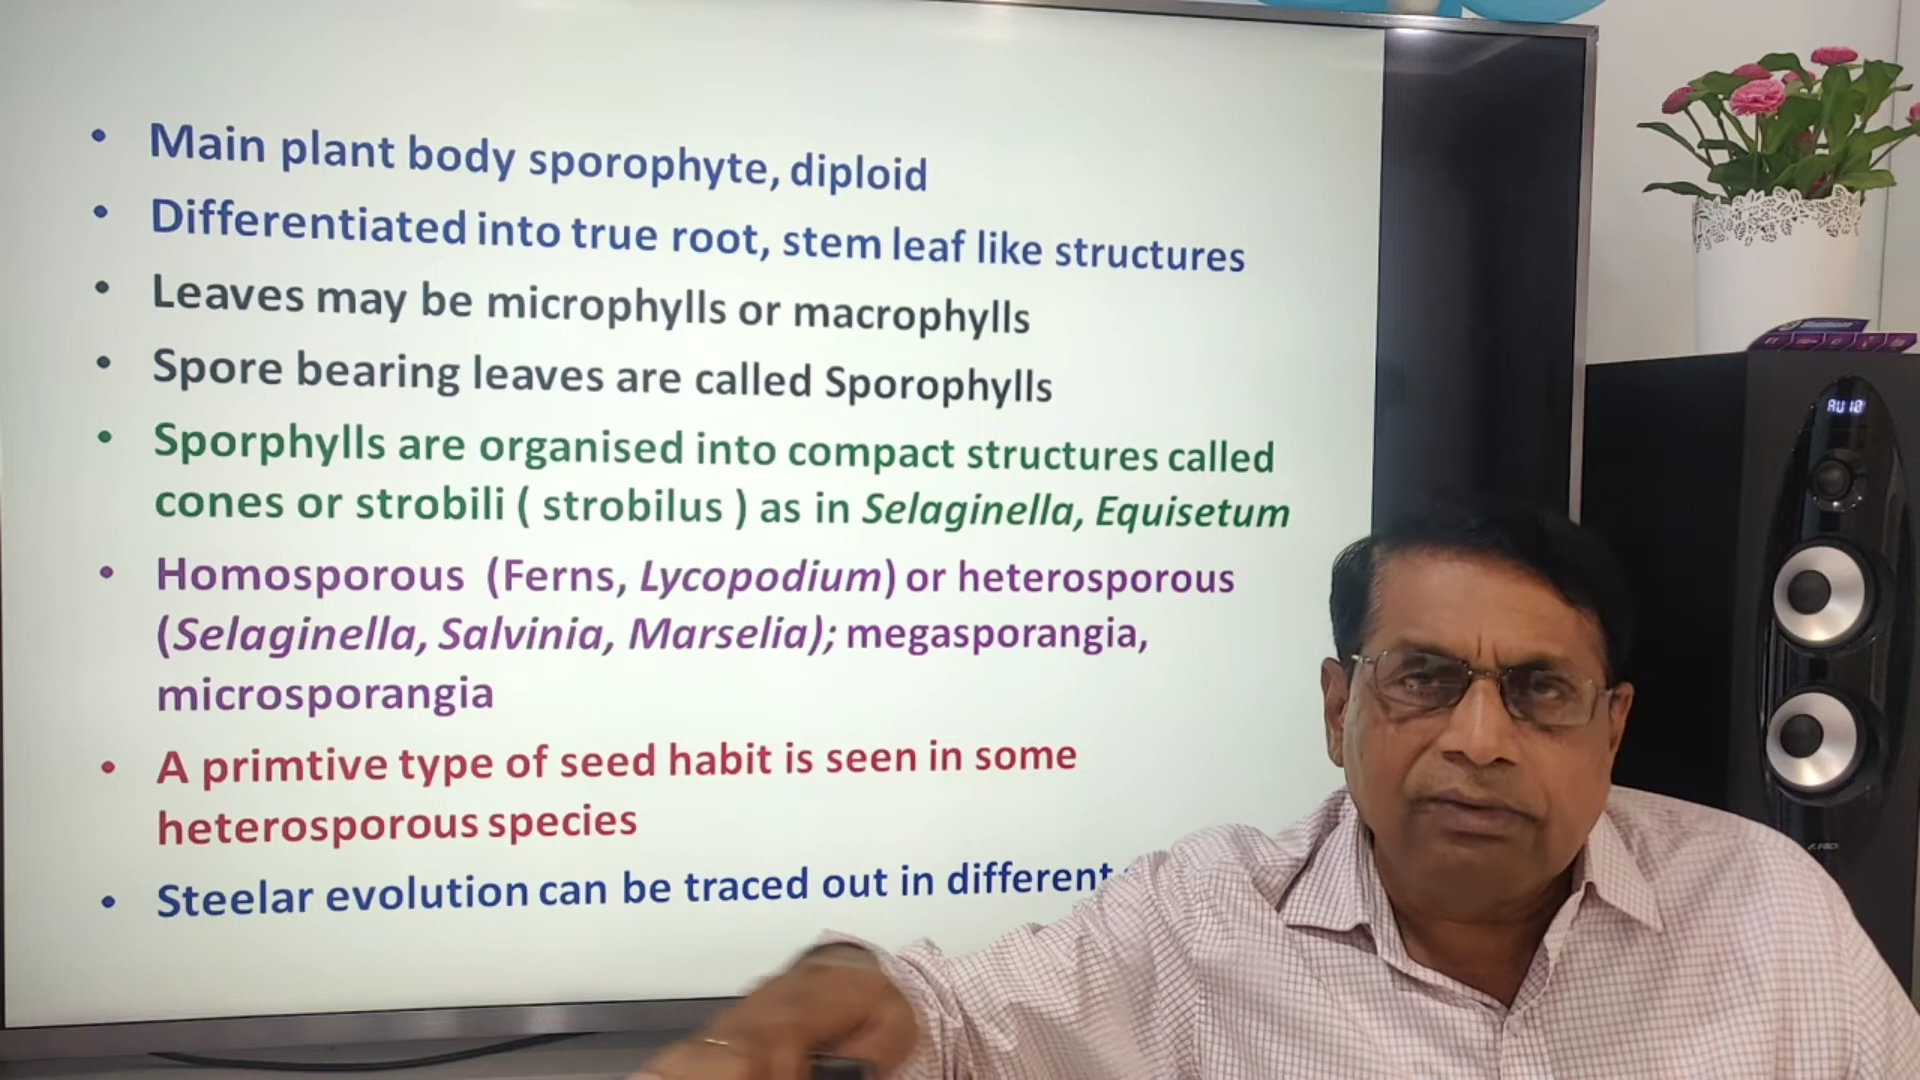 • Main plant body sporophyte, diploid
• Differentiated into true root, stem leaf like structures
• Leaves may be microphylls or macrophylls
• Spore bearing leaves are called Sporophylls
• Sporphylls are organised into compact structures called
cones or strobili ( strobilus ) as in Selaginella, Equisetum
• Homosporous (Ferns, Lycopodium) or heterosporous
(Selaginella, Salvinia, Marselia); megasporangia,
microsporangia
• A primtive type of seed habit is seen in some
heterosporous species
• Steelar evolution can be traced out in different